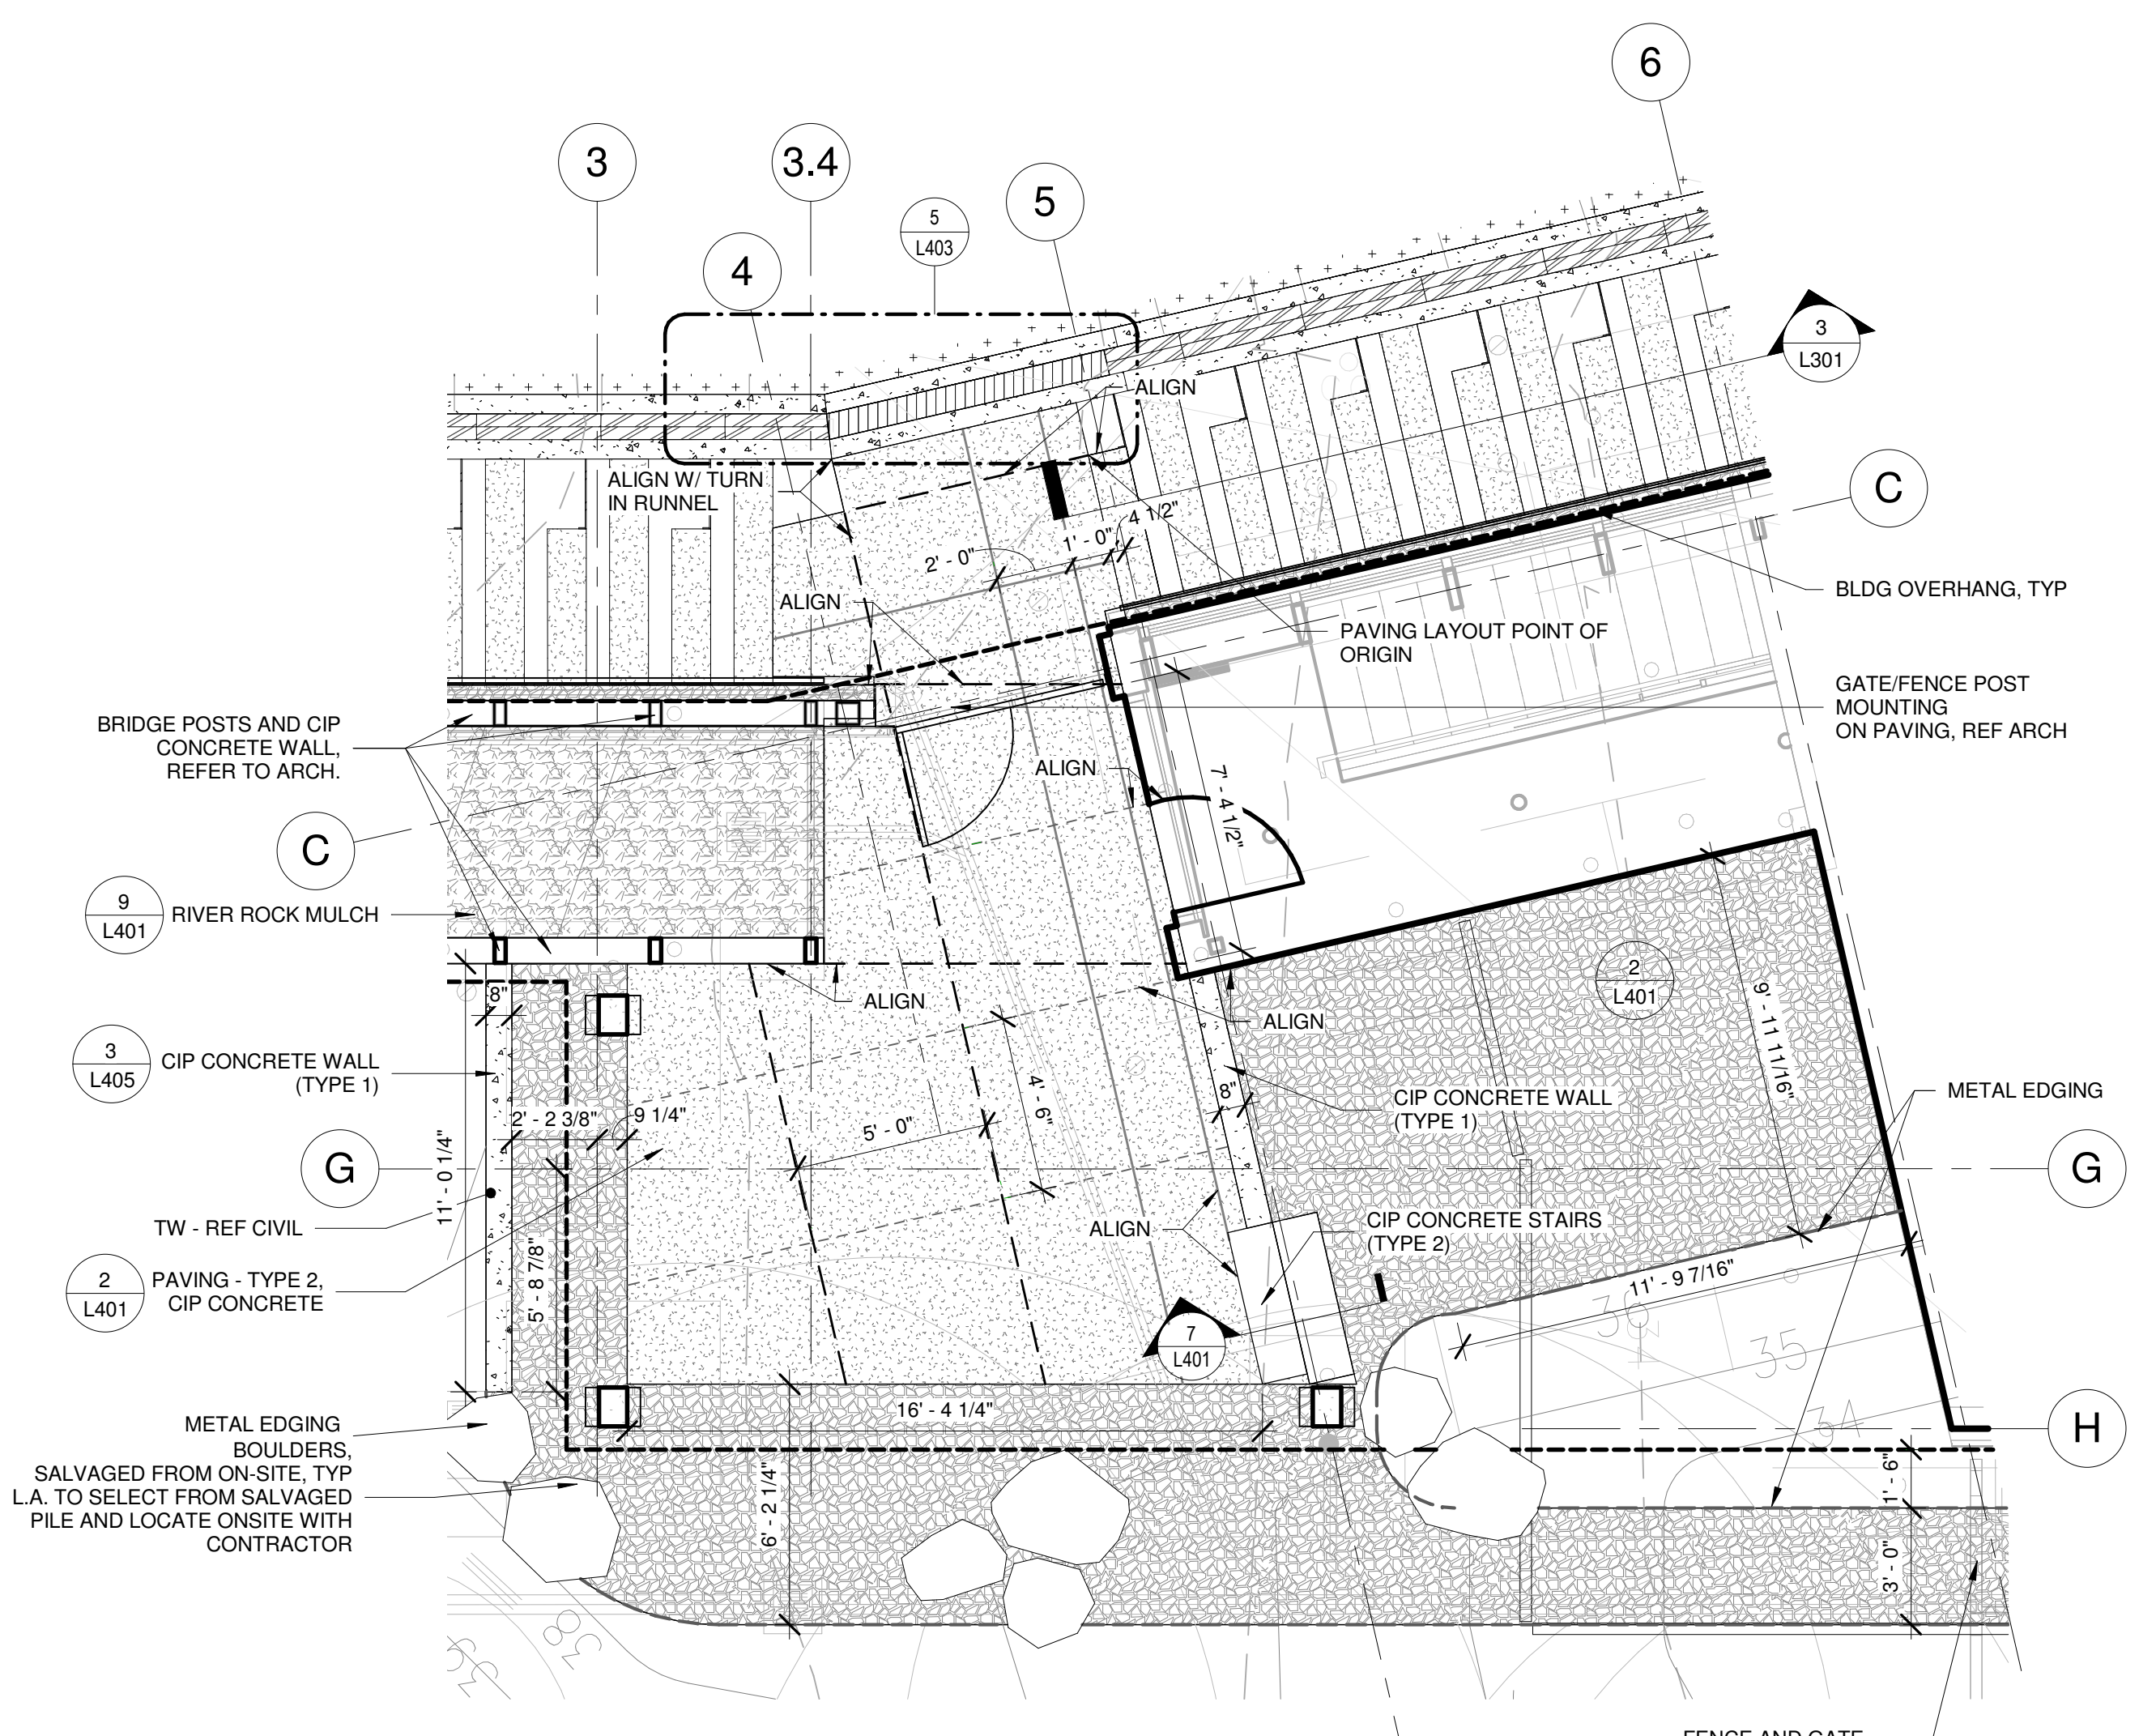 6
3
3.4
5
L403
5
4
3
L301
ALIGN
ALIGN W/ TURN
IN RUNNEL
C
4 1/2"
1' - 0"
2' - 0"
BLDG OVERHANG, TYP
ALIGN
PAVING LAYOUT POINT OF
ORIGIN
GATE/FENCE POST
MOUNTING
ON PAVING, REF ARCH
BRIDGE POSTS AND CIP
CONCRETE WALL,
REFER TO ARCH.
ALIGN
7' - 4 1/2"
C
9
L401
RIVER ROCK MULCH
2
L401
8"
ALIGN
ALIGN
9' - 11 11/16"
3
L405
CIP CONCRETE WALL
(TYPE 1)
4' - 6"
8"
CIP CONCRETE WALL
(TYPE 1)
METAL EDGING
2' - 2 3/8"
9 1/4"
5' - 0"
11' - 0 1/4"
G
G
TW - REF CIVIL
ALIGN
CIP CONCRETE STAIRS
(TYPE 2)
5' - 8 7/8"
2
L401
PAVING - TYPE 2,
CIP CONCRETE
11' - 9 7/16"
36
35
7
L401
34
16' - 4 1/4"
H
METAL EDGING
BOULDERS,
SALVAGED FROM ON-SITE, TYP
L.A. TO SELECT FROM SALVAGED
PILE AND LOCATE ONSITE WITH
CONTRACTOR
6' - 2 1/4"
1' - 6"
3' - 0"
38